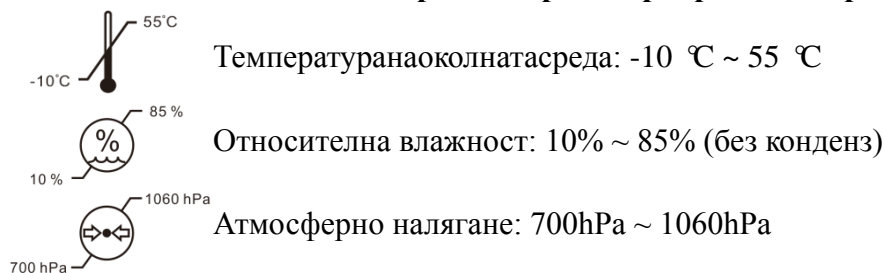 55°C
-10°C
Температуранаоколнатасреда: -10 ℃ ~ 55 ℃
85 %
%
10 %
Относителна влажност: 10% ~ 85% (без конденз)
1060 hPa
700 hPa
Атмосферно налягане: 700hPa ~ 1060hPa